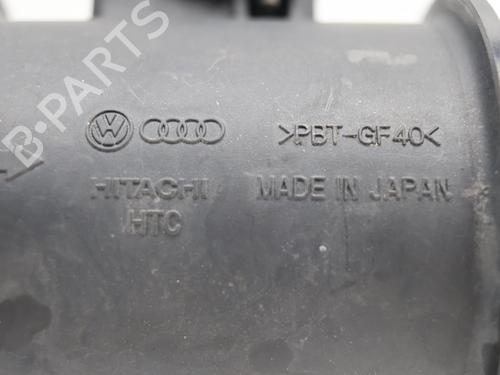 B-PARTS
>PBT-GF40<
HITACHI
MADE IN JAPAN
HTC